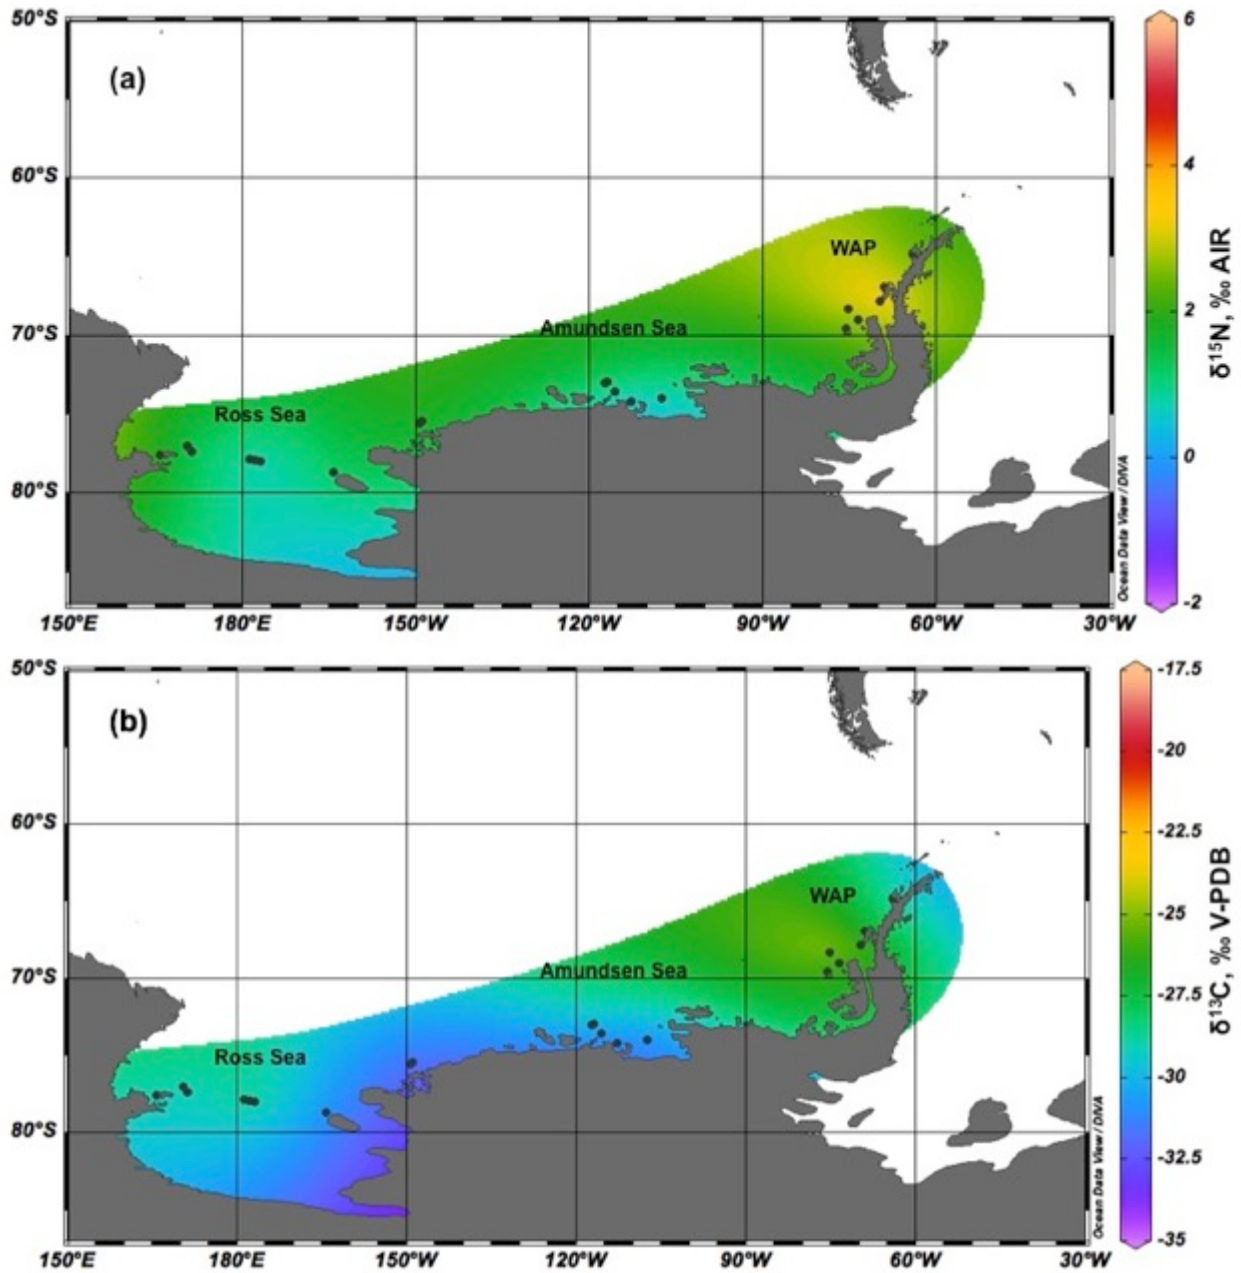 50°S
60°S
70°S
80°S
(a)
WAP
Amundsen Sea
Ross Sea
150°E 180°E 150°W 120°W 90°W 60°W 30°W
Ocean Data View / DIVA
6
4
2
0
-2
δ15N, ‰ AIR
50°S
60°S
70°S
80°S
(b)
WAP
Amundsen Sea
Ross Sea
150°E 180°E 150°W 120°W 90°W 60°W 30°W
Ocean Data View / DIVA
-17.5
-20
-22.5
-25
-27.5
-30
-32.5
-35
δ13C, ‰ V-PDB